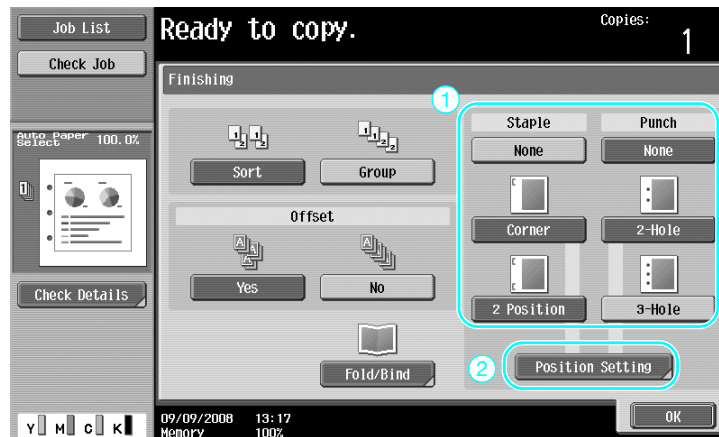 Job List
Ready to copy.
Copies:
1
Check Job
Finishing
1
Auto Paper
Select
100.0%
Staple
Punch
None
None
Sort
Group
Corner
2-Hole
Offset
Yes
No
2 Position
3-Hole
Check Details
Fold/Bind
2
Position Setting
OK
Y M C K
09/09/2008 13:17
Memory 100%